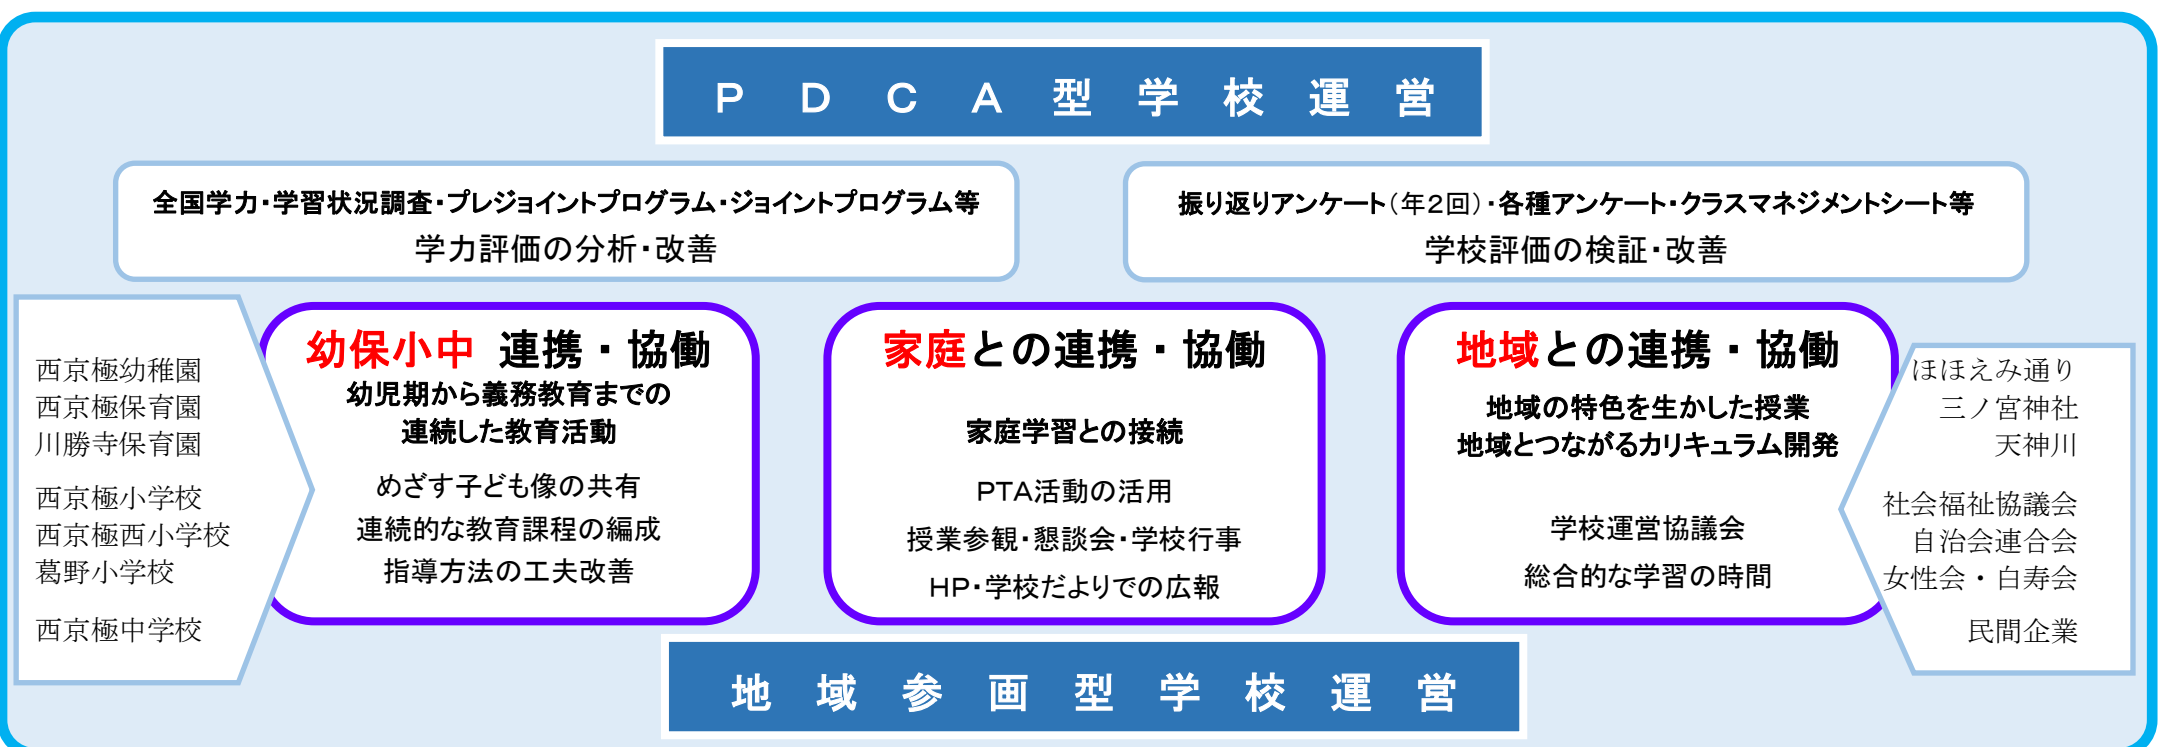 PDCA型学校運営
全国学力・学習状況調査・プレジョイントプログラム・ジョイントプログラム等
学力評価の分析・改善
振り返りアンケート(年2回)・各種アンケート・クラスマネジメントシート等
学校評価の検証・改善
西京極幼稚園
西京極保育園
川勝寺保育園
西京極小学校
西京極西小学校
葛野小学校
西京極中学校
幼保小中 連携・協働
幼児期から義務教育までの
連続した教育活動
めざす子ども像の共有
連続的な教育課程の編成
指導方法の工夫改善
家庭との連携・協働
家庭学習との接続
PTA活動の活用
授業参観・懇談会・学校行事
HP・学校だよりでの広報
地域との連携・協働
地域の特色を生かした授業
地域とつながるカリキュラム開発
学校運営協議会
総合的な学習の時間
ほほえみ通り
三ノ宮神社
天神川
社会福祉協議会
自治会連合会
女性会・白寿会
民間企業
地域参画型学校運営